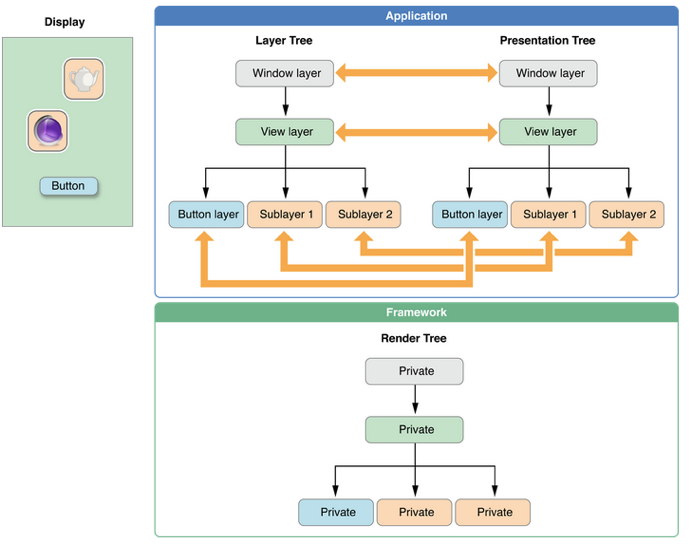 Display
Button
Application
Layer Tree
Presentation Tree
Window layer
Window layer
View layer
View layer
Button layer
Sublayer 1
Sublayer 2
Button layer
Sublayer 1
Sublayer 2
Framework
Render Tree
Private
Private
Private
Private
Private